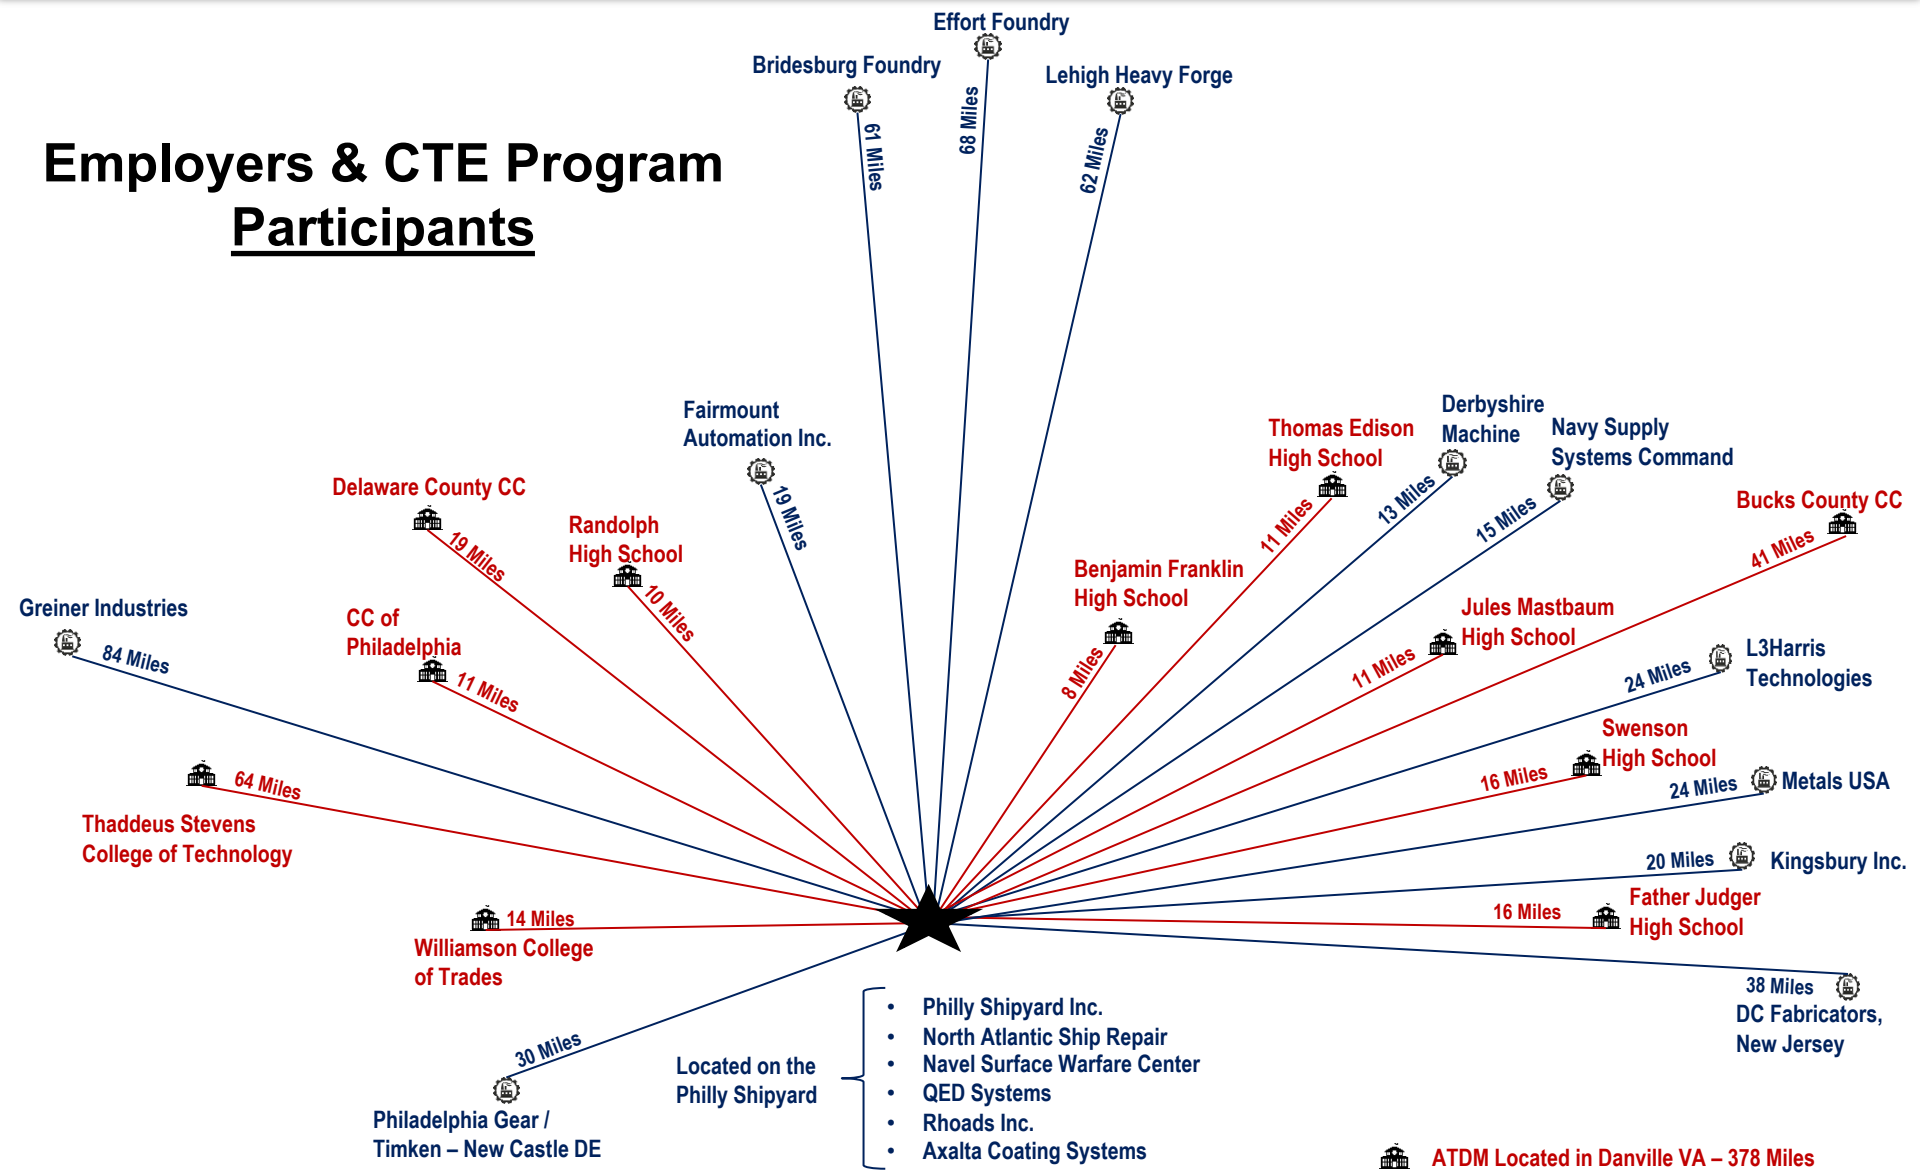 Employers & CTE Program
Participants
Effort Foundry
68 Miles
Bridesburg Foundry
61 Miles
Lehigh Heavy Forge
62 Miles
Fairmount
Automation Inc.
19 Miles
Delaware County CC
19 Miles
Randolph
High School
10 Miles
Greiner Industries
84 Miles
CC of
Philadelphia
11 Miles
64 Miles
Thaddeus Stevens
College of Technology
14 Miles
Williamson College
of Trades
30 Miles
Philadelphia Gear /
Timken – New Castle DE
Thomas Edison
High School
11 Miles
Derbyshire
Machine
13 Miles
Navy Supply
Systems Command
15 Miles
Bucks County CC
41 Miles
Benjamin Franklin
High School
8 Miles
Jules Mastbaum
High School
11 Miles
L3Harris
Technologies
24 Miles
Swenson
High School
16 Miles
Metals USA
24 Miles
Kingsbury Inc.
20 Miles
Father Judger
High School
16 Miles
38 Miles
DC Fabricators,
New Jersey
Located on the
Philly Shipyard
• Philly Shipyard Inc.
• North Atlantic Ship Repair
• Navel Surface Warfare Center
• QED Systems
• Rhoads Inc.
• Axalta Coating Systems
ATDM Located in Danville VA – 378 Miles